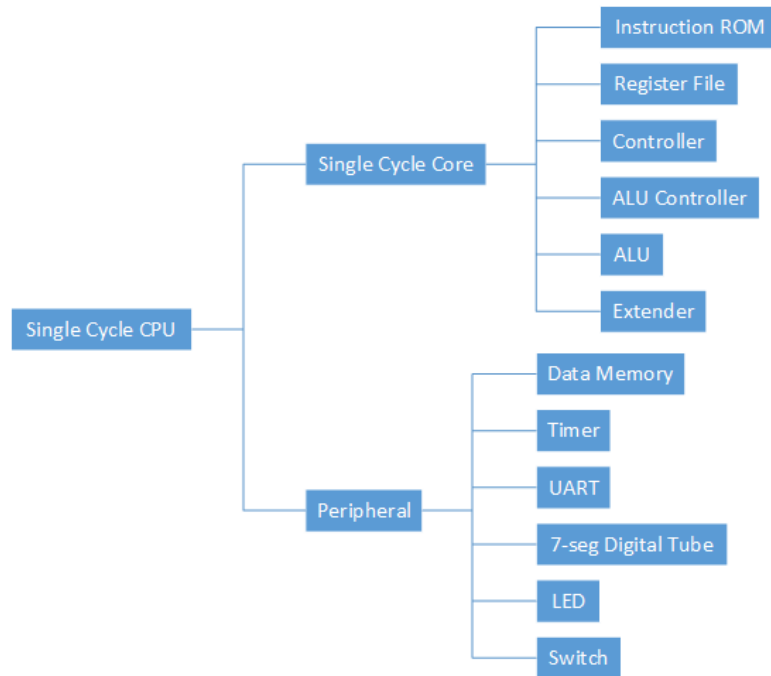 Instruction ROM
Register File
Single Cycle Core
Controller
ALU Controller
ALU
Extender
Single Cycle CPU
Data Memory
Timer
UART
Peripheral
7-seg Digital Tube
LED
Switch